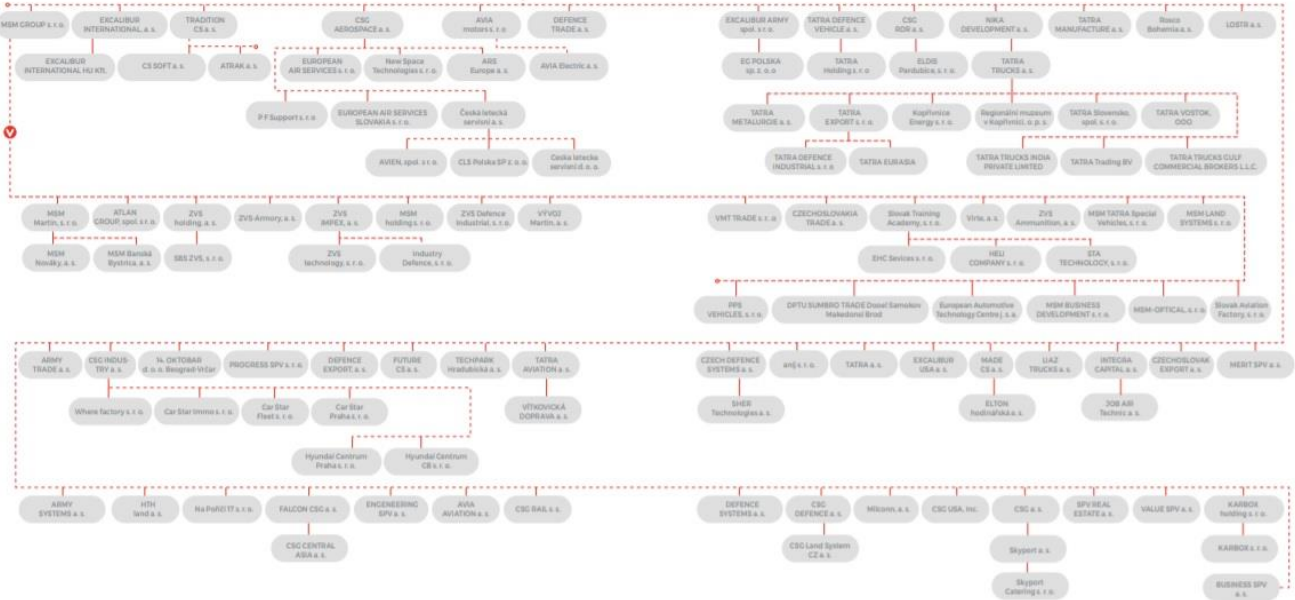 MSM GROUP s. r. o.
EXCALIBUR
INTERNATIONAL, a. s.
TRADITION
CS a. s.
CSG
AEROSPACE a. s.
AVIA
motors s. r. o
DEFENCE
TRADE a. s.
EXCALIBUR ARMY
spol. s r. o.
TATRA DEFENCE
VEHICLE a. s.
CSG
RDR a. s.
NIKA
DEVELOPMENT a. s.
TATRA
MANUFACTURE a. s.
Rosco
Bohemia a. s.
LOSTR a. s.
EXCALIBUR
INTERNATIONAL HU Kft.
CS SOFT a. s.
ATRAK a. s.
EUROPEAN
AIR SERVICES s. r. o.
New Space
Technologies s. r. o.
ARS
Europe a. s.
AVIA Electric a. s.
EG POLSKA
sp. z. o. o
TATRA
Holding s. r. o
ELDIS
Pardubice, s. r. o.
TATRA
TRUCKS a. s.
P F Support s. r. o.
EUROPEAN AIR SERVICES
SLOVAKIA s. r. o.
Česká letecká
servisní a. s.
TATRA
METALURGIE a. s.
TATRA
EXPORT s. r. o.
Kopřivnice
Energy s. r. o.
Regionální muzeum
v Kopřivnici, o. p. s.
TATRA Slovensko,
spol. s r. o.
TATRA VOSTOK,
OOO
AVIEN, spol. s r. o.
CLS Polska SP z. o. o.
Ceska letecka
servisni d. o. o.
TATRA DEFENCE
INDUSTRIAL s. r. o
TATRA EURASIA
TATRA TRUCKS INDIA
PRIVATE LIMITED
TATRA Trading BV
TATRA TRUCKS GULF
COMMERCIAL BROKERS L.L.C.
MSM
Martin, s. r. o.
ATLAN
GROUP, spol. s r. o.
ZVS
holding, a. s.
ZVS-Armory, a. s.
ZVS
IMPEX, a. s.
MSM
holding s. r. o.
ZVS Defence
Industrial, s. r. o.
VÝVOJ
Martin, a. s.
VMT TRADE s. r. o.
CZECHOSLOVAKIA
TRADE a. s.
Slovak Training
Academy, s. r. o.
Virte, a. s.
ZVS
Ammunition, a. s.
MSM TATRA Special
Vehicles, s. r. o.
MSM LAND
SYSTEMS s. r. o.
MSM
Nováky, a. s.
MSM Banská
Bystrica, a. s.
SBS ZVS, s. r. o.
ZVS
technology, s. r. o.
Industry
Defence, s. r. o.
EHC Sevices s. r. o.
HELI
COMPANY s. r. o.
STA
TECHNOLOGY, s. r. o.
PPS
VEHICLES, s. r. o.
DPTU SUMBRO TRADE Dooel Samokov
Makedonski Brod
European Automotive
Technology Centre j. s. a.
MSM BUSINESS
DEVELOPMENT s. r. o.
MSM-OPTICAL, s. r. o.
Slovak Aviation
Factory, s. r. o.
ARMY
TRADE a. s.
CSG INDUS-
TRY a. s.
14. OKTOBAR
d. o. o. Beograd-Vrčar
PROGRESS SPV s. r. o.
DEFENCE
EXPORT, a. s.
FUTURE
CS a. s.
TECHPARK
Hradubická a. s.
TATRA
AVIATION a. s.
CZECH DEFENCE
SYSTEMS a. s.
anij s. r. o.
TATRA a. s.
EXCALIBUR
USA a. s.
MADE
CS a. s.
LIAZ
TRUCKS a. s.
INTEGRA
CAPITAL a. s.
CZECHOSLOVAK
EXPORT a. s.
MERIT SPV a. s.
Where factory s. r. o.
Car Star Immo s. r. o.
Car Star
Fleet s. r. o.
Car Star
Praha s. r. o.
VÍTKOVICKÁ
DOPRAVA a. s.
SHER
Technologies a. s.
ELTON
hodinářská a. s.
JOB AIR
Technic a. s.
Hyundai Centrum
Praha s. r. o.
Hyundai Centrum
CB s. r. o.
ARMY
SYSTEMS a. s.
HTH
land a. s.
Na Poříčí 17 s. r. o.
FALCON CSG a. s.
ENGINEERING
SPV a. s.
AVIA
AVIATION a. s.
CSG RAIL s. s.
DEFENCE
SYSTEMS a. s.
CSG
DEFENCE a. s.
Milconn, a. s.
CSG USA, Inc.
CSG a. s.
SPV REAL
ESTATE a. s.
VALUE SPV a. s.
KARBOX
holding s. r. o.
CSG CENTRAL
ASIA a. s.
CSG Land System
CZ a. s.
Skyport a. s.
KARBOX s. r. o.
Skyport
Catering s. r. o.
BUSINESS SPV
a. s.